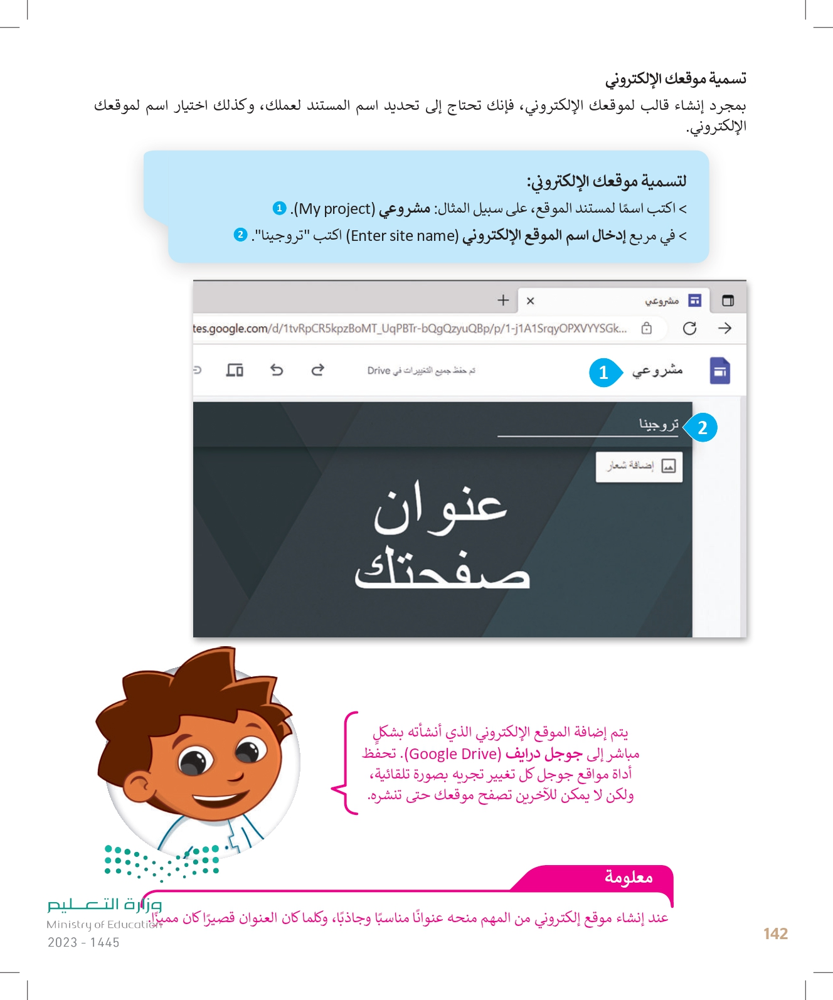 تسمية موقعك الإلكتروني
بمجرد إنشاء قالب لموقعك الإلكتروني، فإنك تحتاج إلى تحديد اسم المستند لعملك، وكذلك اختيار اسم لموقعك
الإلكتروني.
لتسمية موقعك الإلكتروني:
> اكتب اسمًا لمستند الموقع، على سبيل المثال: مشروعي (My project). 1
> في مربع إدخال اسم الموقع الإلكتروني (Enter site name) اكتب "تروجينا". 2
مشروعي
tes.google.com/d/1tvRpCR5kpzBoMT_UqPBTr-bQgQzyuQBp/p/1-j1A1SrqyOPXVYYSGk...
مشروعي 1 تم حفظ جميع التغييرات في Drive
2 تروجينا
إضافة شعار
عنوان
صفحتك
يتم إضافة الموقع الإلكتروني الذي أنشأته بشكلٍ
مباشر إلى جوجل درايف (Google Drive). تحفظ
أداة مواقع جوجل كل تغيير تجريه بصورة تلقائية،
ولكن لا يمكن للآخرين تصفح موقعك حتى تنشره.
معلومة
عند إنشاء موقع إلكتروني من المهم منحه عنوانًا مناسبًا وجاذبًا، وكلما كان العنوان قصيرًا كان مميزًا.
وزارة التعليم
Ministry of Education
2023 - 1445
142